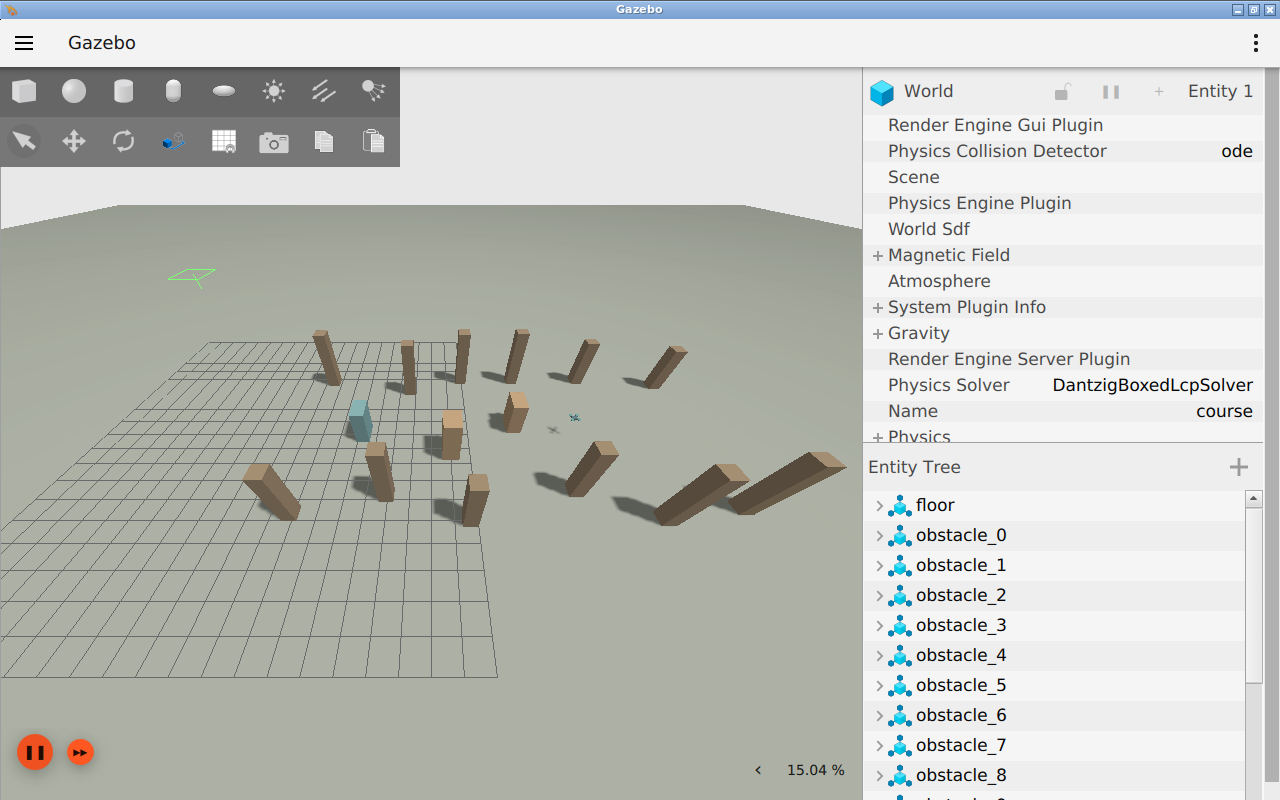 Gazebo
Gazebo
World Entity 1
Render Engine Gui Plugin
Physics Collision Detector ode
Scene
Physics Engine Plugin
World Sdf
Magnetic Field
Atmosphere
System Plugin Info
Gravity
Render Engine Server Plugin
Physics Solver DantzigBoxedLcpSolver
Name course
Physics
Entity Tree
floor
obstacle_0
obstacle_1
obstacle_2
obstacle_3
obstacle_4
obstacle_5
obstacle_6
obstacle_7
obstacle_8
15.04 %